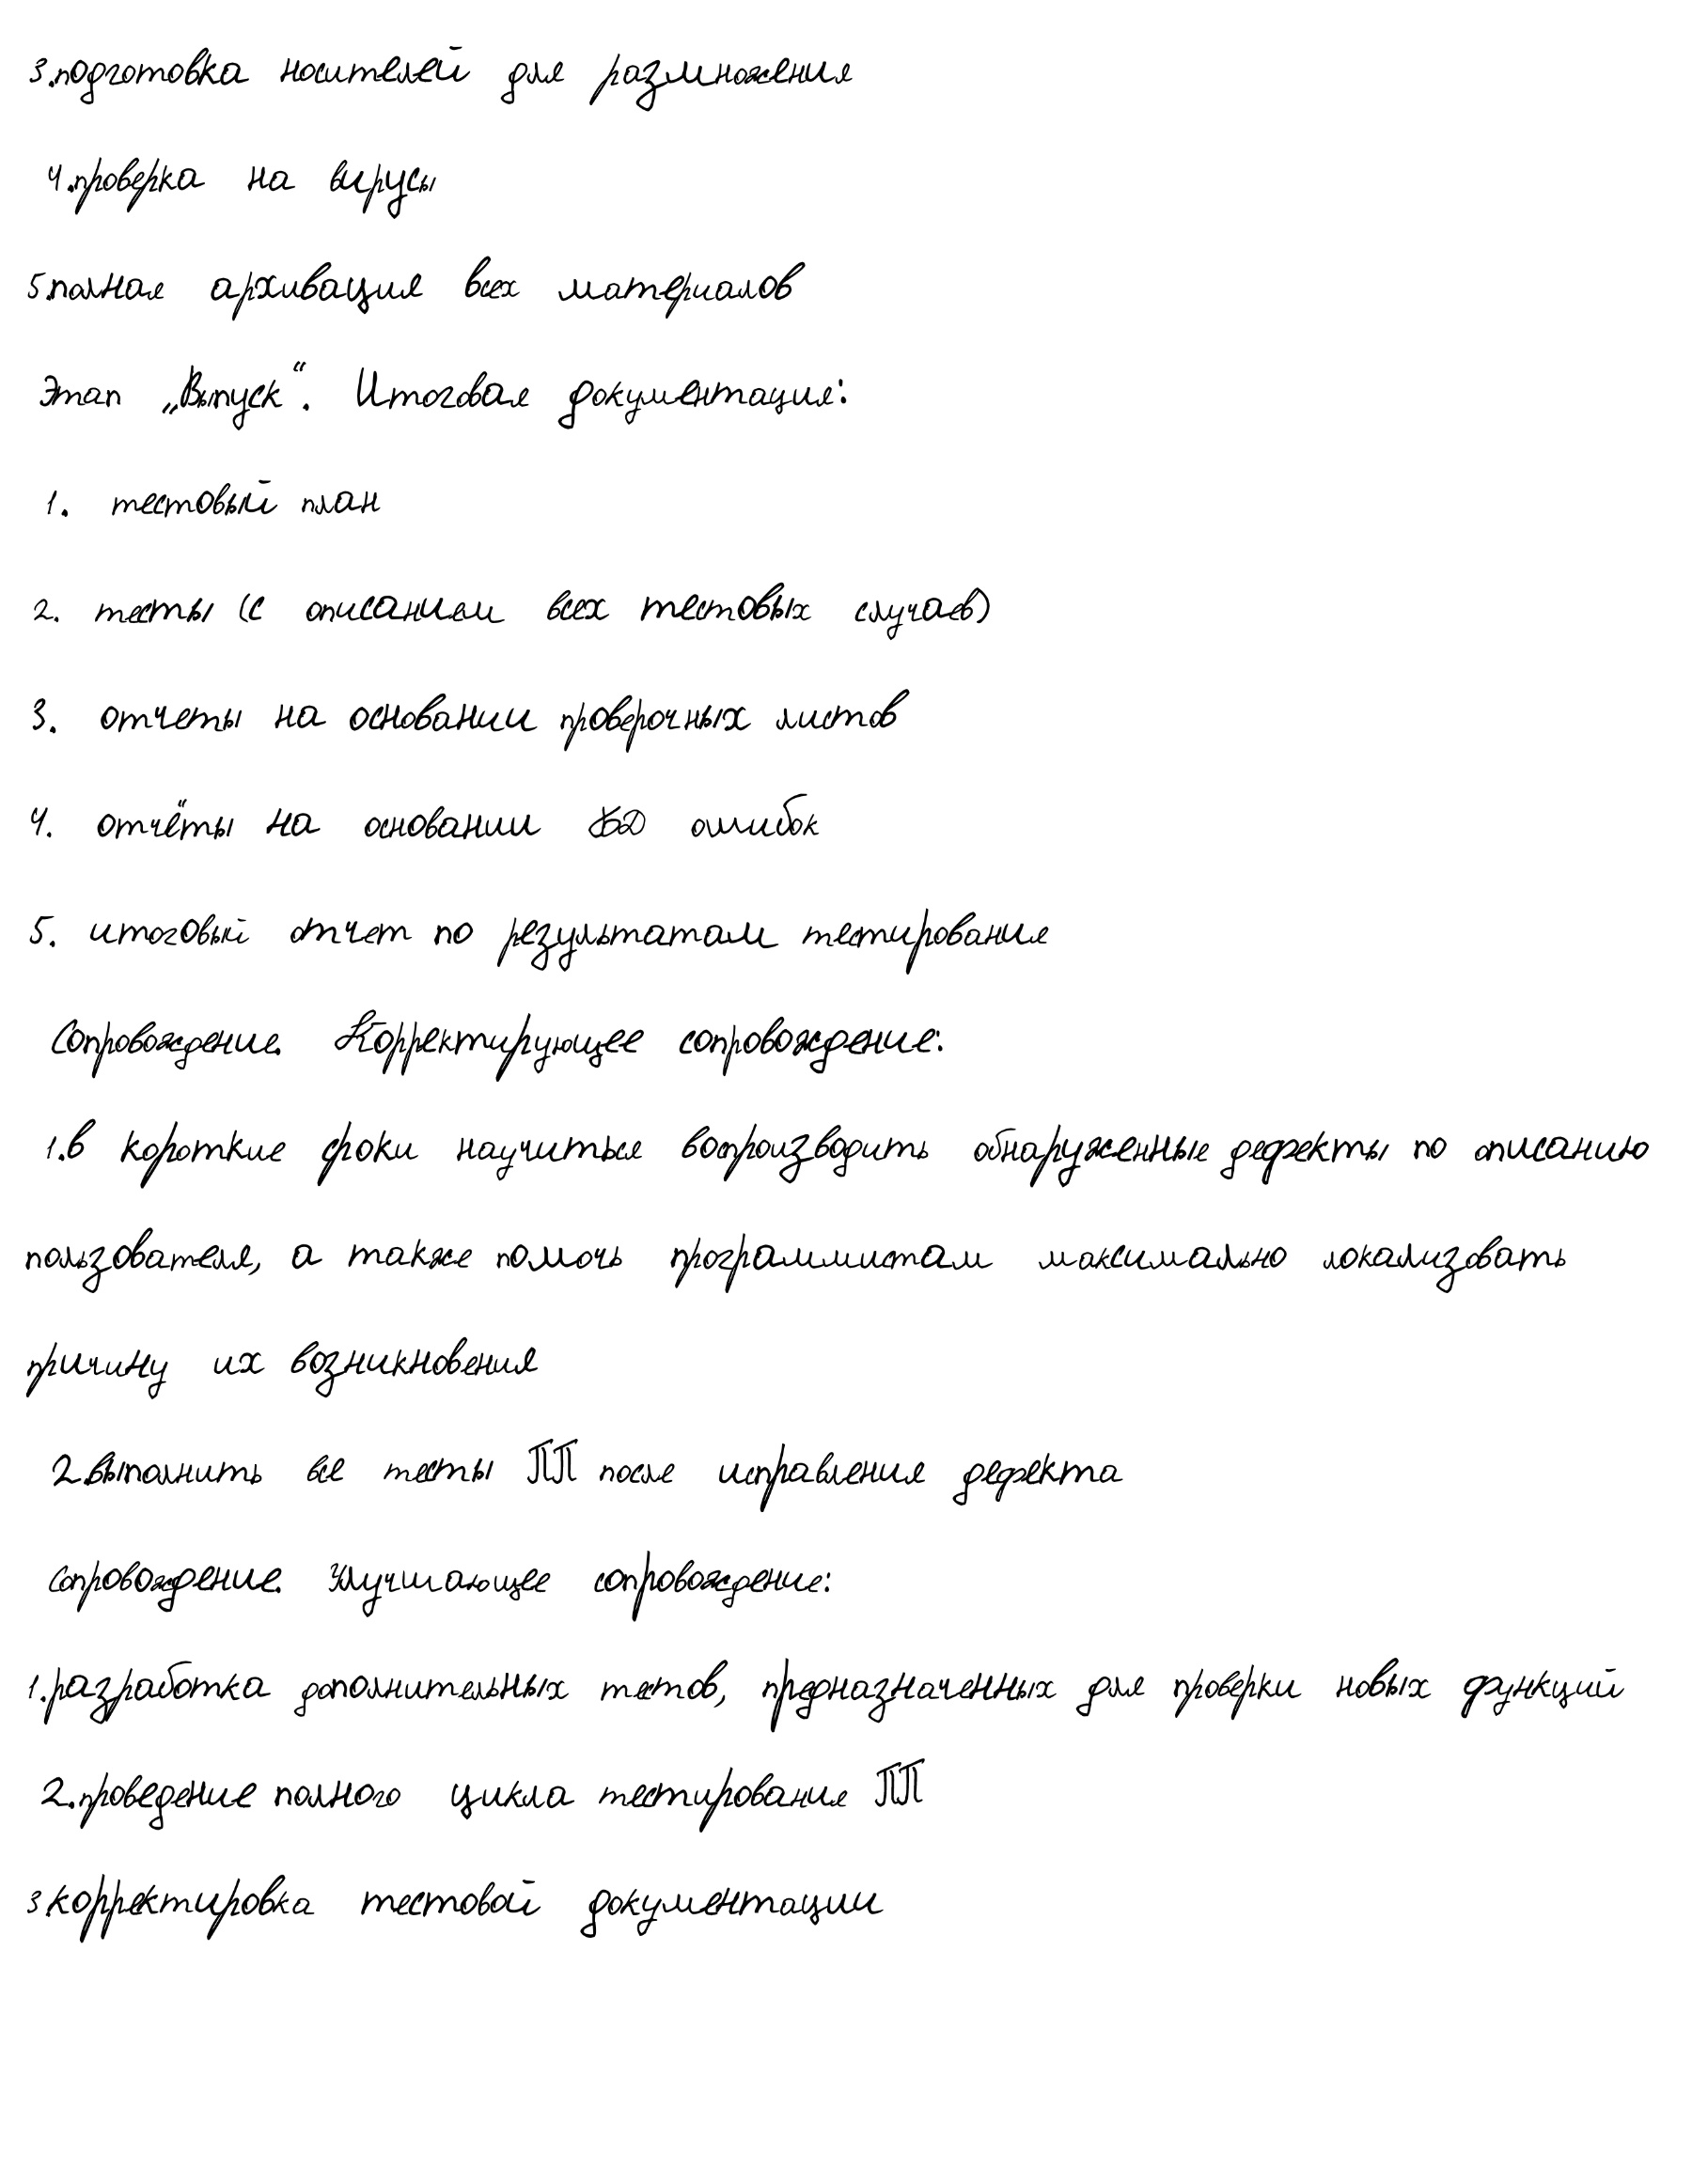 3.подготовка носителей для размножения
4.проверка на вирусы
5.полная архивация всех материалов
Этап „Выпуск“. Итоговая документация:
1. тестовый план
2. тесты (с описанием всех тестовых случаев)
3. отчеты на основании проверочных листов
4. отчёты на основании БД ошибок
5. итоговый отчет по результатам тестирования
Сопровождение. Корректирующее сопровождение:
1.в короткие сроки научиться воспроизводить обнаруженные дефекты по описанию
пользователя, а также помочь программистам максимально локализовать
причину их возникновения
2.выполнить все тесты ПП после исправления дефекта
Сопровождение. Улучшающее сопровождение:
1.разработка дополнительных тестов, предназначенных для проверки новых функций
2.проведение полного цикла тестирования ПП
3.корректировка тестовой документации